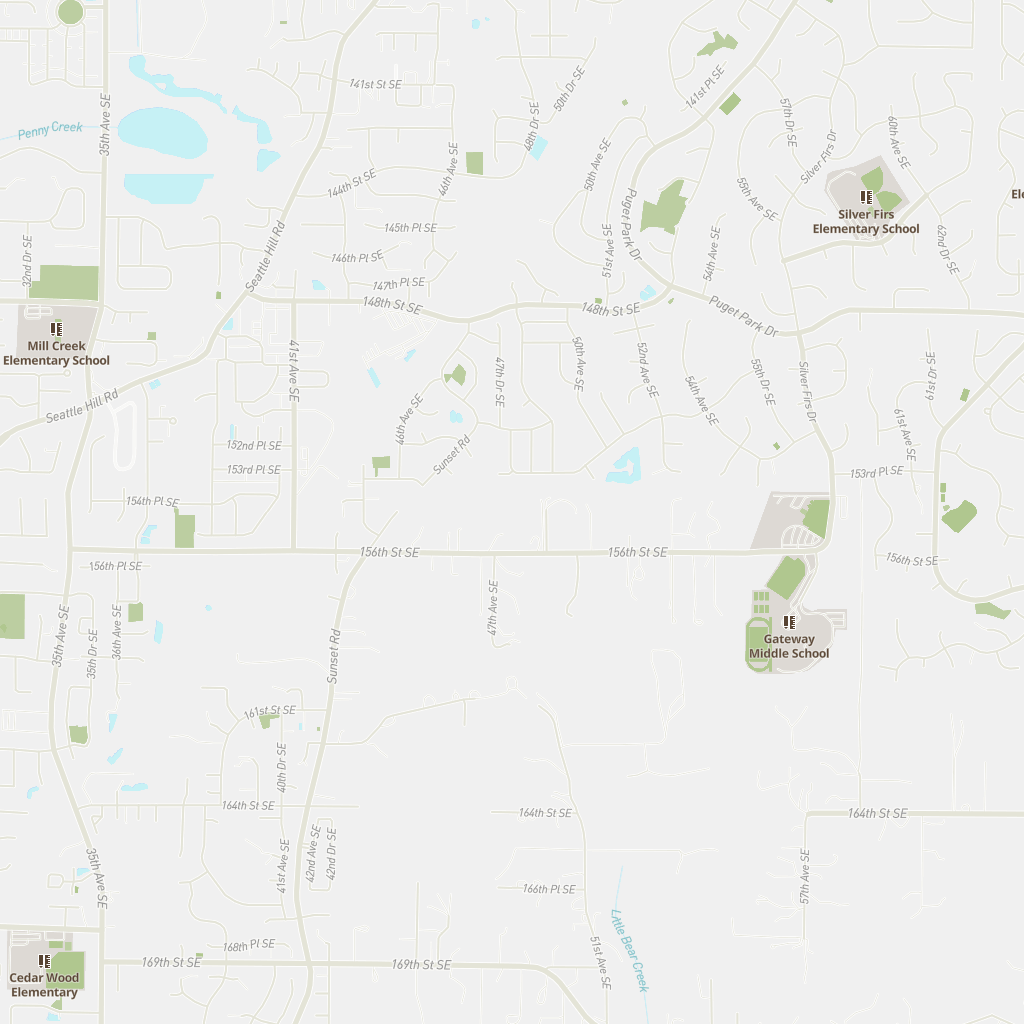 141st St SE
50th Dr SE
141st Pl SE
35th Ave SE
Penny Creek
48th Dr SE
57th Dr SE
60th Ave SE
Silver Firs Dr
50th Ave SE
46th Ave SE
144th St SE
55th Ave SE
Silver Firs
Elementary School
Puget Park Dr
145th Pl SE
51st Ave SE
54th Ave SE
62nd Dr SE
32nd Dr SE
Seattle Hill Rd
146th Pl SE
147th Pl SE
148th St SE
148th St SE
Puget Park Dr
Mill Creek
Elementary School
41st Ave SE
47th Dr SE
50th Ave SE
52nd Ave SE
54th Ave SE
55th Dr SE
Silver Firs Dr
61st Dr SE
Seattle Hill Rd
46th Ave SE
61st Ave SE
152nd Pl SE
Sunset Rd
153rd Pl SE
153rd Pl SE
154th Pl SE
156th St SE
156th St SE
156th St SE
156th Pl SE
47th Ave SE
35th Ave SE
36th Ave SE
35th Dr SE
Sunset Rd
Gateway
Middle School
161st St SE
40th Dr SE
164th St SE
164th St SE
164th St SE
35th Ave SE
41st Ave SE
42nd Ave SE
42nd Dr SE
57th Ave SE
166th Pl SE
Little Bear Creek
51st Ave SE
168th Pl SE
169th St SE
169th St SE
Cedar Wood
Elementary